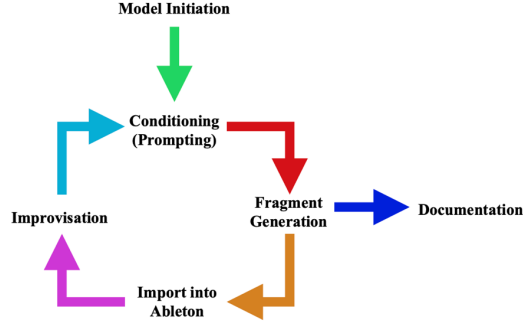 Model Initiation
Conditioning
(Prompting)
Fragment
Generation
Documentation
Improvisation
Import into
Ableton